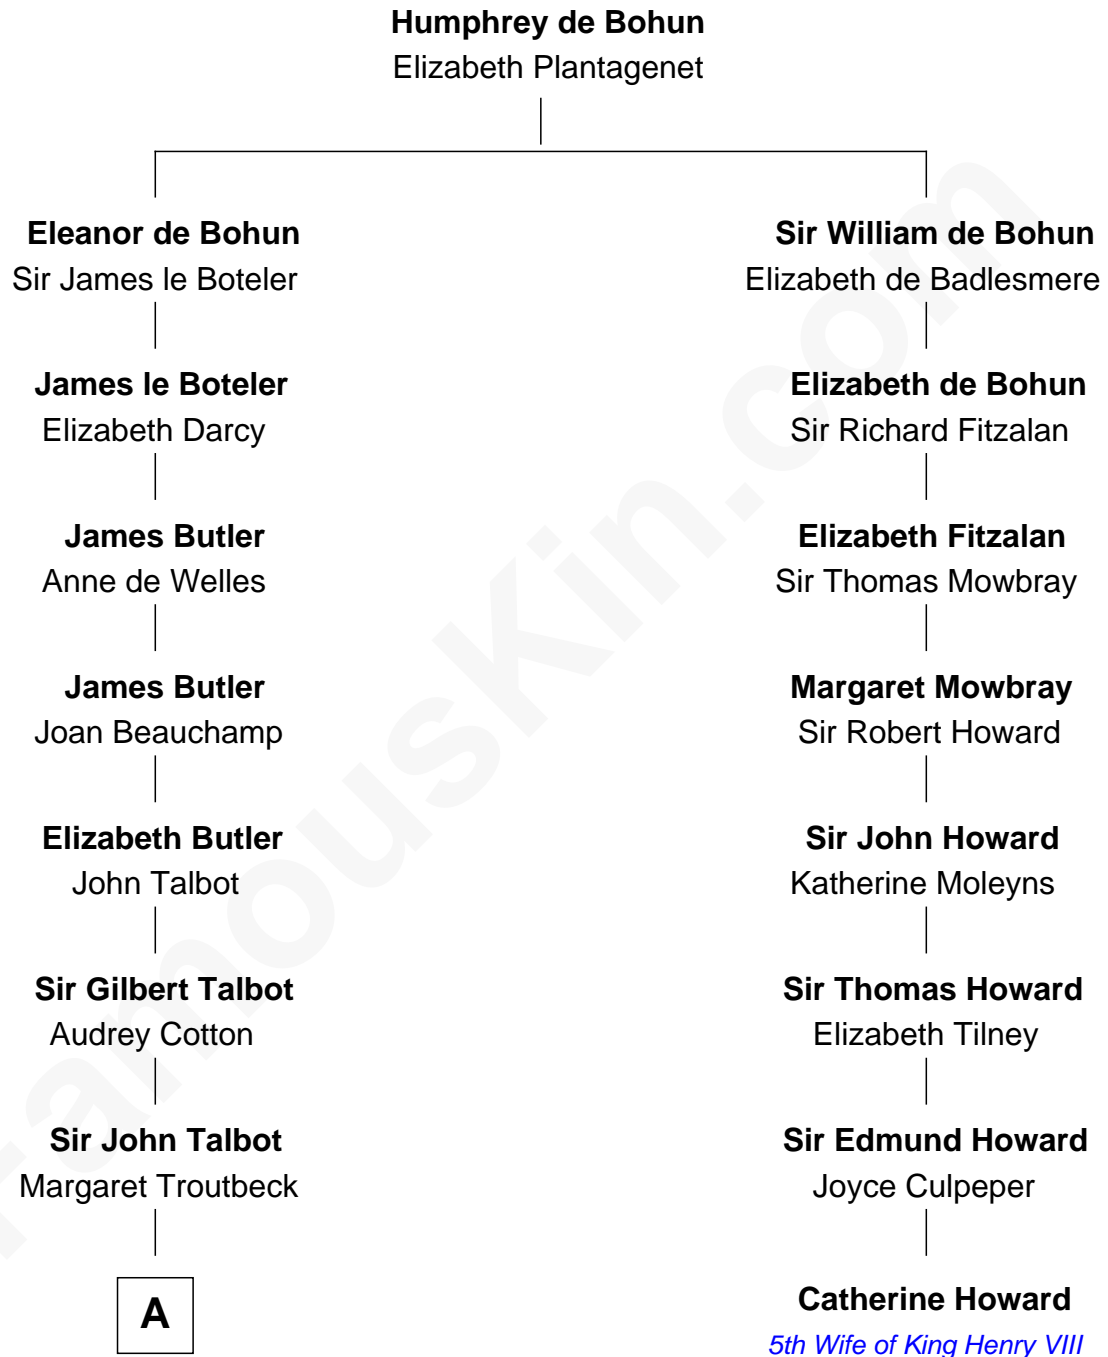 Humphrey de Bohun
Elizabeth Plantagenet
Eleanor de Bohun
Sir James le Boteler
Sir William de Bohun
Elizabeth de Badlesmere
James le Boteler
Elizabeth Darcy
Elizabeth de Bohun
Sir Richard Fitzalan
James Butler
Anne de Welles
Elizabeth Fitzalan
Sir Thomas Mowbray
James Butler
Joan Beauchamp
Margaret Mowbray
Sir Robert Howard
Elizabeth Butler
John Talbot
Sir John Howard
Katherine Moleyns
Sir Gilbert Talbot
Audrey Cotton
Sir Thomas Howard
Elizabeth Tilney
Sir John Talbot
Margaret Troutbeck
Sir Edmund Howard
Joyce Culpeper
A
Catherine Howard
5th Wife of King Henry VIII
FamousKin.com